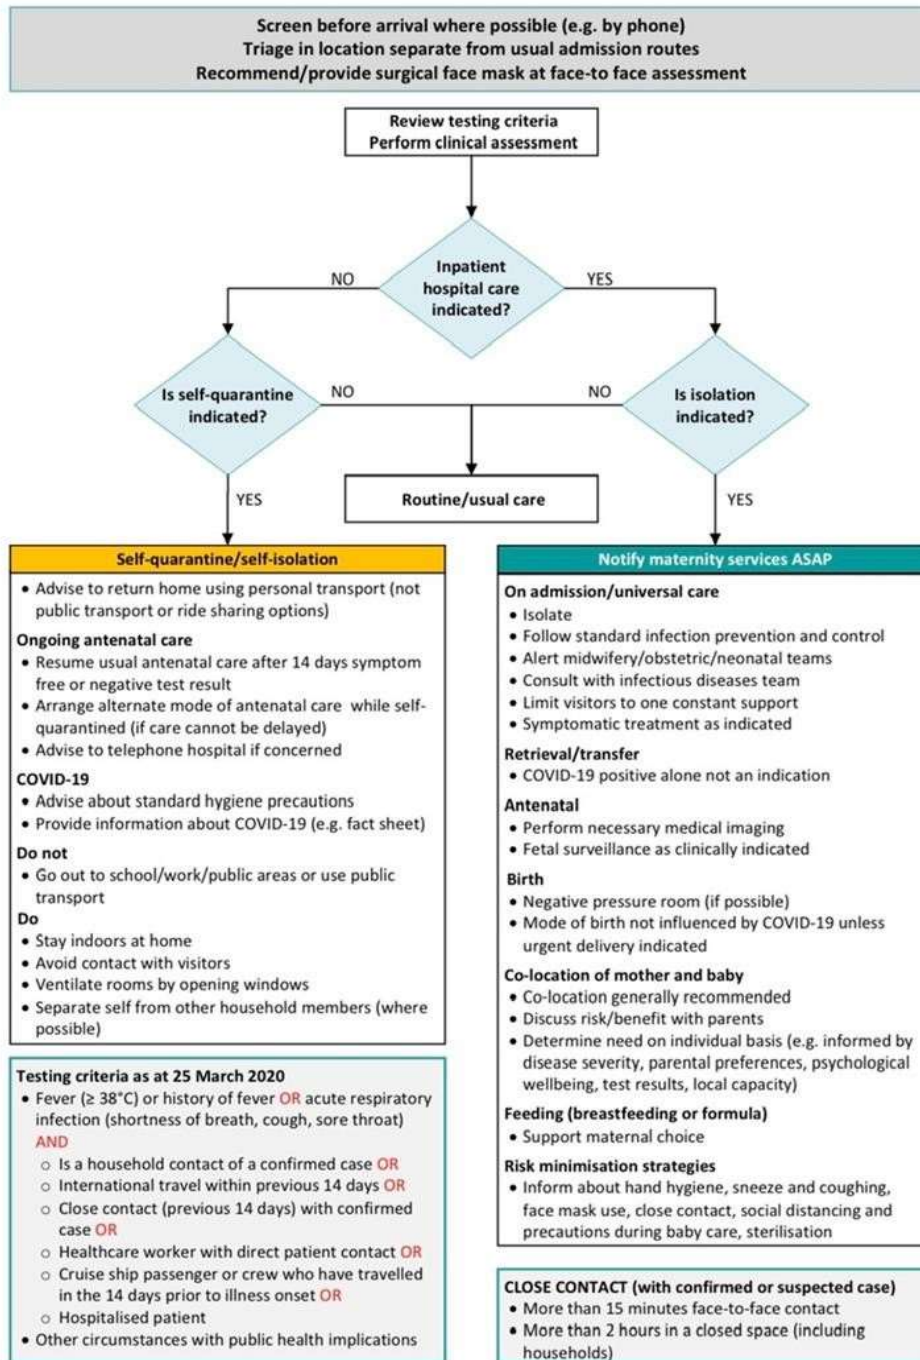 Screen before arrival where possible (e.g. by phone)
Triage in location separate from usual admission routes
Recommend/provide surgical face mask at face-to face assessment
Review testing criteria
Perform clinical assessment
Inpatient
hospital care
indicated?
NO
YES
Is self-quarantine
indicated?
NO
NO
Is isolation
indicated?
YES
Routine/usual care
YES
Self-quarantine/self-isolation
• Advise to return home using personal transport (not
public transport or ride sharing options)
Ongoing antenatal care
• Resume usual antenatal care after 14 days symptom
free or negative test result
• Arrange alternate mode of antenatal care while self-
quarantined (if care cannot be delayed)
• Advise to telephone hospital if concerned
COVID-19
• Advise about standard hygiene precautions
• Provide information about COVID-19 (e.g. fact sheet)
Do not
• Go out to school/work/public areas or use public
transport
Do
• Stay indoors at home
• Avoid contact with visitors
• Ventilate rooms by opening windows
• Separate self from other household members (where
possible)
Testing criteria as at 25 March 2020
• Fever (≥ 38°C) or history of fever OR acute respiratory
infection (shortness of breath, cough, sore throat)
AND
○ Is a household contact of a confirmed case OR
○ International travel within previous 14 days OR
○ Close contact (previous 14 days) with confirmed
case OR
○ Healthcare worker with direct patient contact OR
○ Cruise ship passenger or crew who have travelled
in the 14 days prior to illness onset OR
○ Hospitalised patient
• Other circumstances with public health implications
Notify maternity services ASAP
On admission/universal care
• Isolate
• Follow standard infection prevention and control
• Alert midwifery/obstetric/neonatal teams
• Consult with infectious diseases team
• Limit visitors to one constant support
• Symptomatic treatment as indicated
Retrieval/transfer
• COVID-19 positive alone not an indication
Antenatal
• Perform necessary medical imaging
• Fetal surveillance as clinically indicated
Birth
• Negative pressure room (if possible)
• Mode of birth not influenced by COVID-19 unless
urgent delivery indicated
Co-location of mother and baby
• Co-location generally recommended
• Discuss risk/benefit with parents
• Determine need on individual basis (e.g. informed by
disease severity, parental preferences, psychological
wellbeing, test results, local capacity)
Feeding (breastfeeding or formula)
• Support maternal choice
Risk minimisation strategies
• Inform about hand hygiene, sneeze and coughing,
face mask use, close contact, social distancing and
precautions during baby care, sterilisation
CLOSE CONTACT (with confirmed or suspected case)
• More than 15 minutes face-to-face contact
• More than 2 hours in a closed space (including
households)